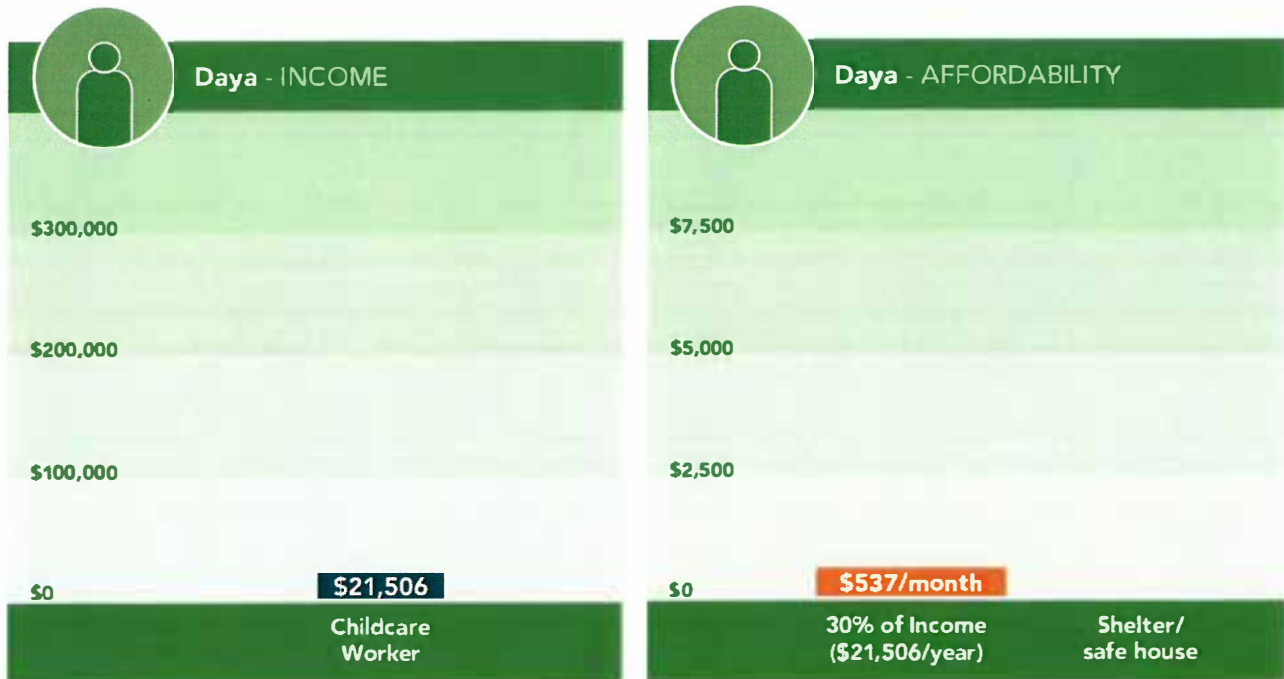 Daya - INCOME
$300,000
$200,000
$100,000
$0
$21,506
Childcare
Worker
Daya - AFFORDABILITY
$7,500
$5,000
$2,500
$0
$537/month
30% of Income
($21,506/year)
Shelter/
safe house